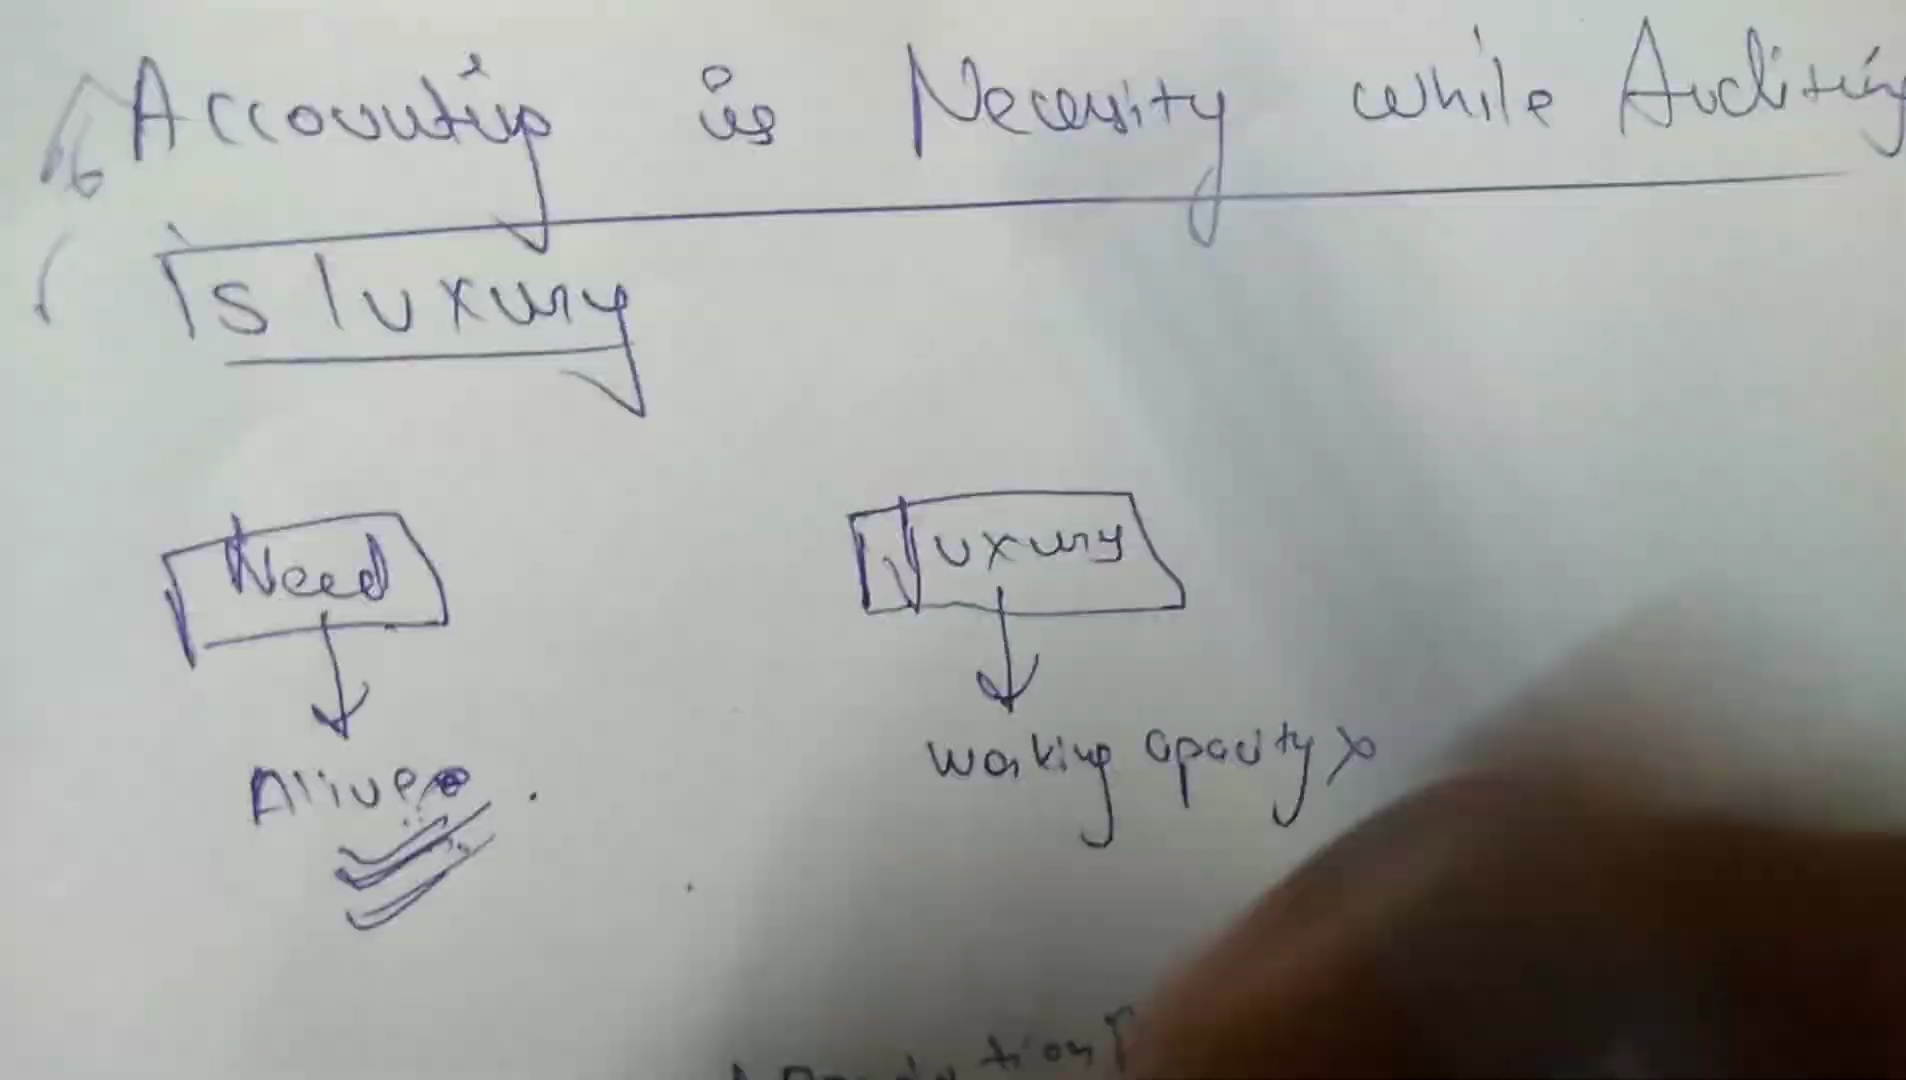 Accounting is Necessity while Auditing
Is luxury
Need
Luxury
Alive
Working Capacity